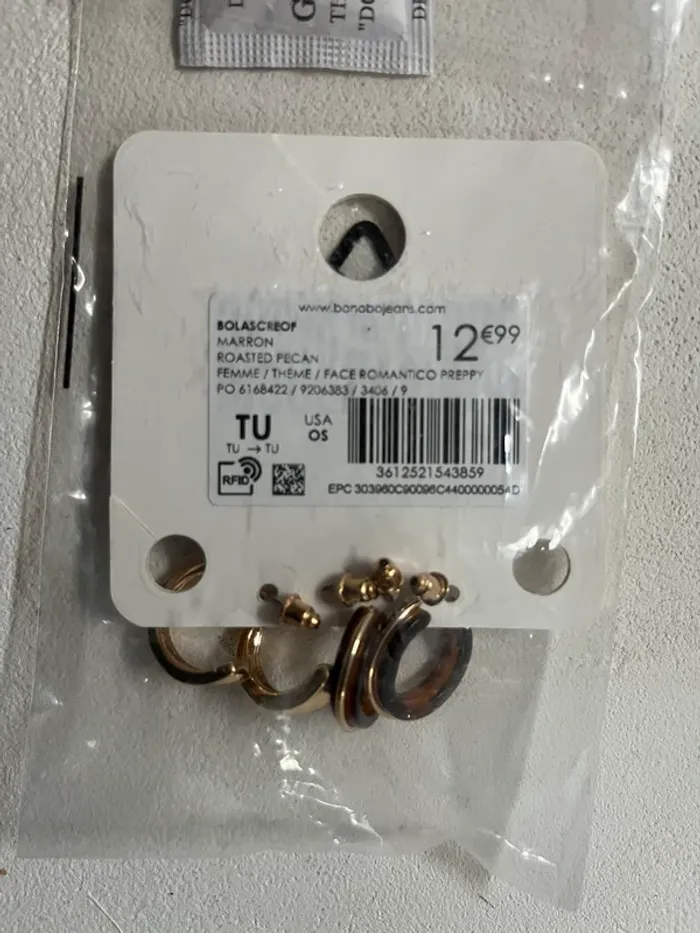 www.bonobojeans.com
BOLASCREOF
MARRON
ROASTED PECAN
12€99
FEMME / THEME / FACE ROMANTICO PREPPY
PO 6168422 / 9206383 / 3406 / 9
TU
USA
OS
TU → TU
RFID
3612521543859
EPC 303960C90096C4400000054D